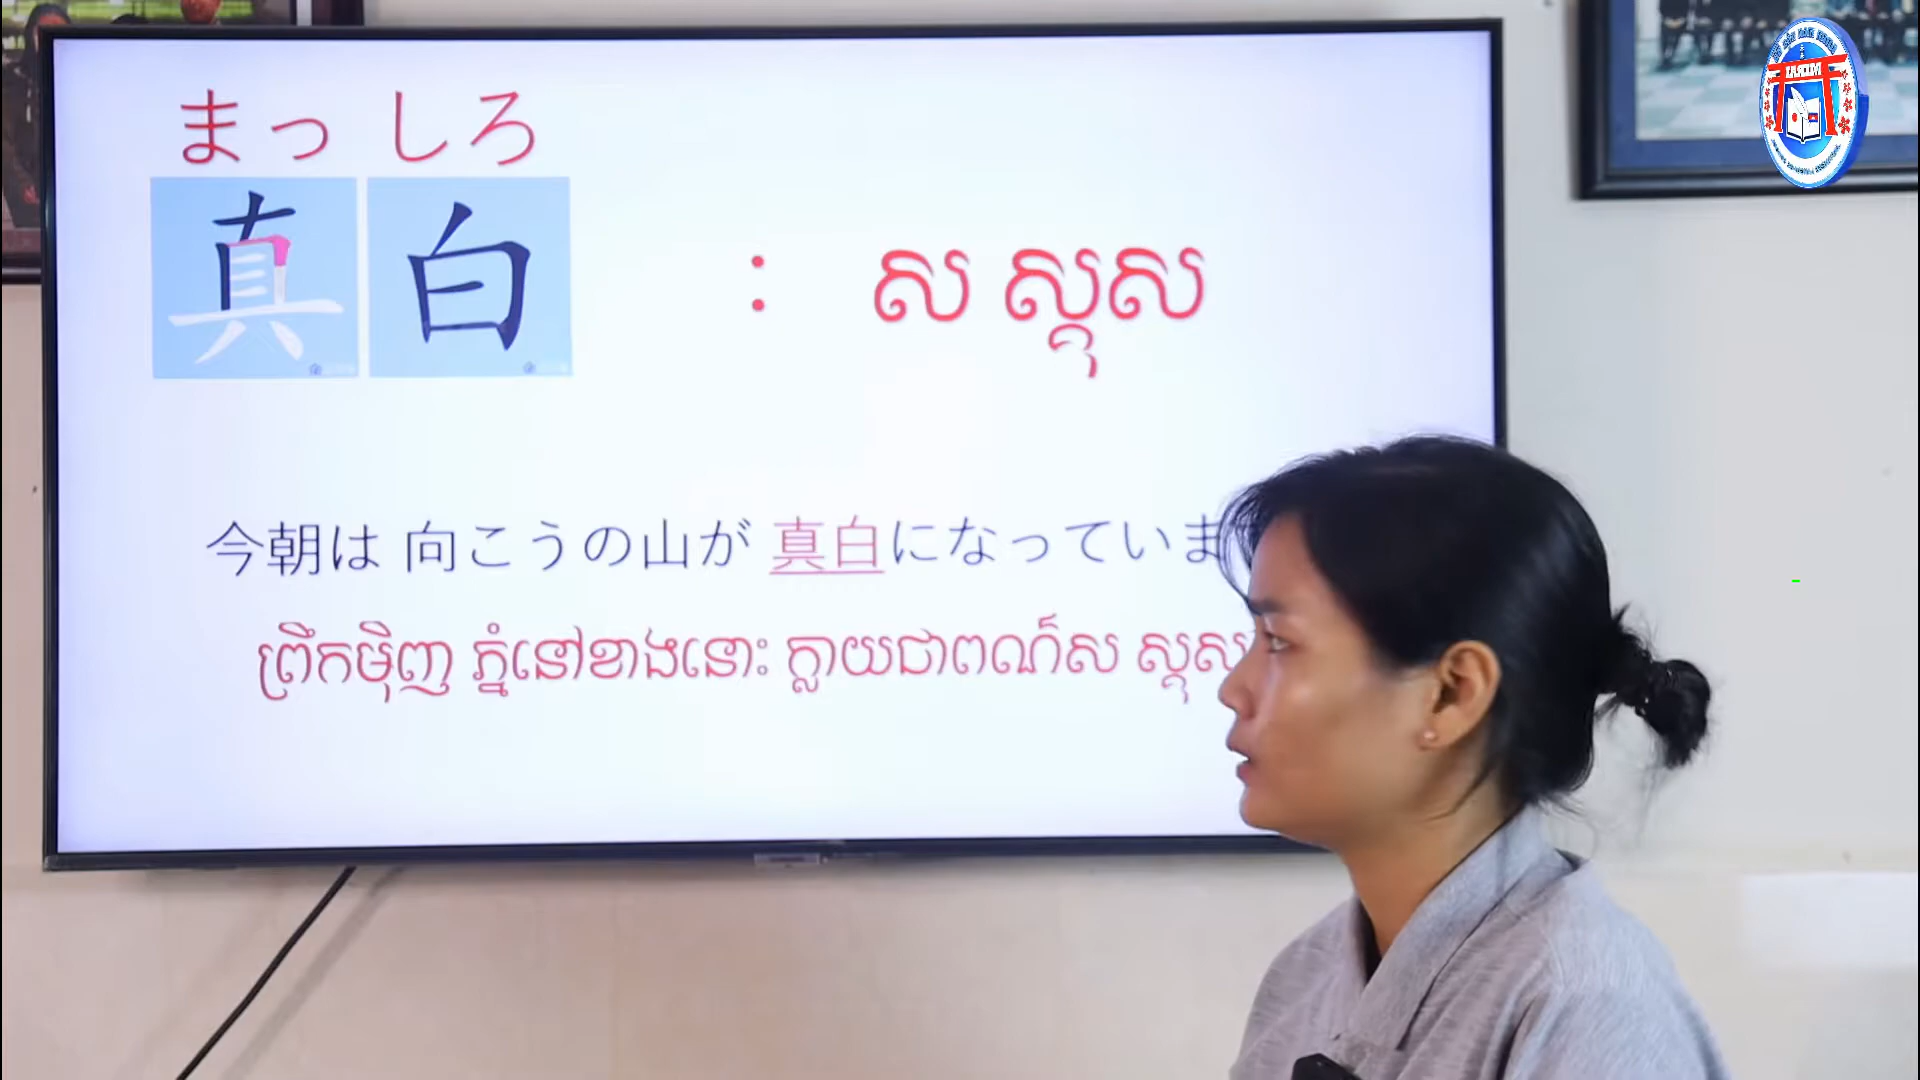 まっ しろ
真白 : ស ស្គុស
今朝は 向こうの山が 真白になっていま
ព្រឹកម៉ិញ ភ្នំនៅខាងនោះ ក្លាយជាពណ៌ស ស្គុស
IARIM